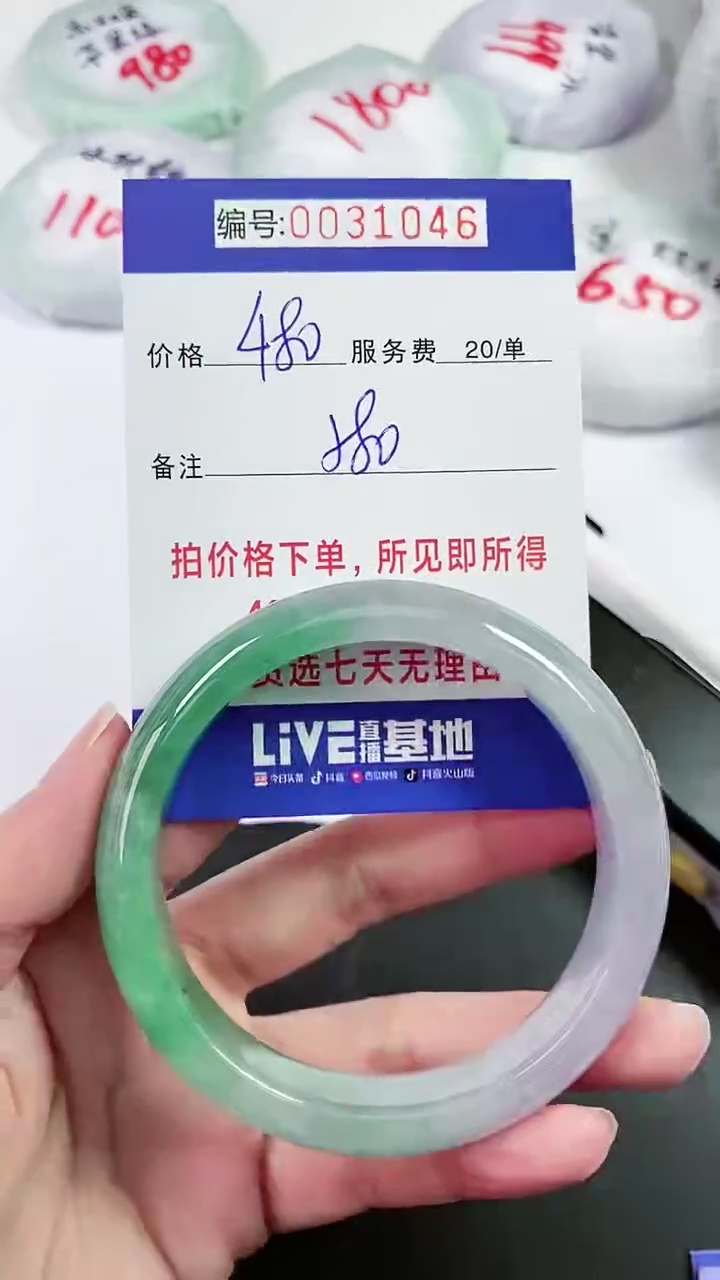 980
1800
编号:0031046
110
650
价格 480 服务费 20/单
备注
拍价格下单，所见即所得
选七天无理由
LiVE直播基地
今日头条 抖音 西瓜视频 抖音火山版